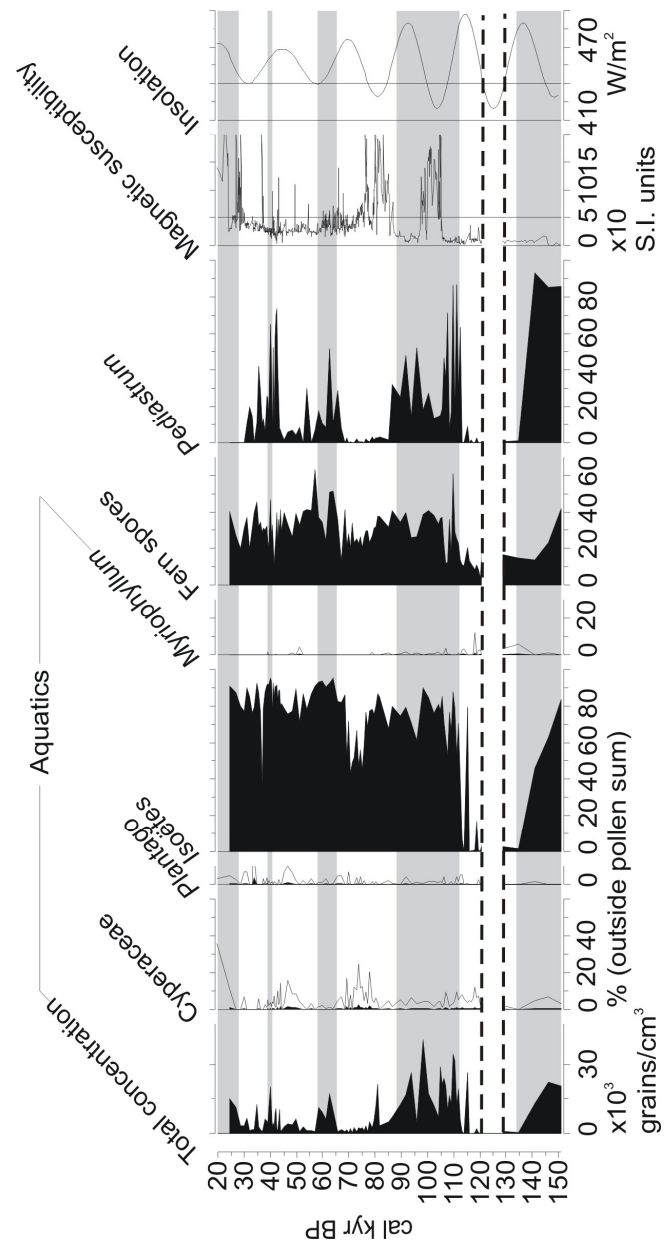 Aquatics
Total concentration
Cyperaceae
Plantago
Isoëtes
Myriophyllum
Fern spores
Pediastrum
Magnetic susceptibility
Insolation
cal kyr BP
20
30
40
50
60
70
80
90
100
110
120
130
140
150
0 30
0 20 40
0
0 20 40 60 80
0 20
0 20 40 60
0 20 40 60 80
0 5 10 15
410 470
x10³
grains/cm³
% (outside pollen sum)
x10
S.I. units
W/m²